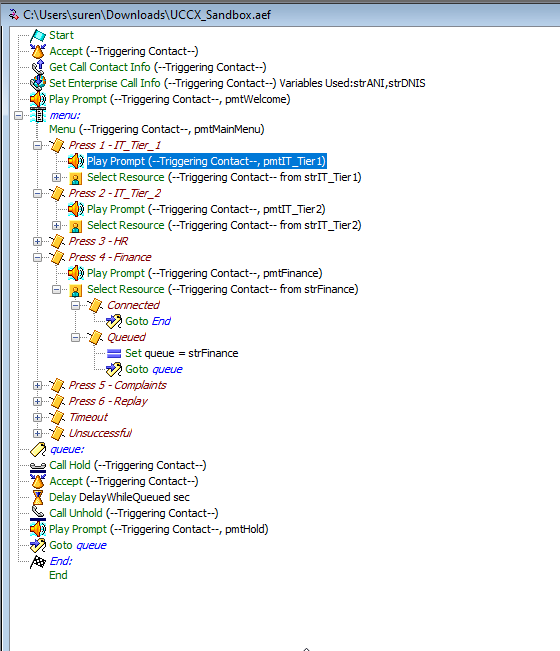 C:\Users\suren\Downloads\UCCX_Sandbox.aef
Start
Accept (--Triggering Contact--)
Get Call Contact Info (--Triggering Contact--)
Set Enterprise Call Info (--Triggering Contact--) Variables Used:strANI,strDNIS
Play Prompt (--Triggering Contact--, pmtWelcome)
menu:
Menu (--Triggering Contact--, pmtMainMenu)
Press 1 - IT_Tier_1
Play Prompt (--Triggering Contact--, pmtIT_Tier1)
Select Resource (--Triggering Contact-- from strIT_Tier1)
Press 2 - IT_Tier_2
Play Prompt (--Triggering Contact--, pmtIT_Tier2)
Select Resource (--Triggering Contact-- from strIT_Tier2)
Press 3 - HR
Press 4 - Finance
Play Prompt (--Triggering Contact--, pmtFinance)
Select Resource (--Triggering Contact-- from strFinance)
Connected
Goto End
Queued
Set queue = strFinance
Goto queue
Press 5 - Complaints
Press 6 - Replay
Timeout
Unsuccessful
queue:
Call Hold (--Triggering Contact--)
Accept (--Triggering Contact--)
Delay DelayWhileQueued sec
Call Unhold (--Triggering Contact--)
Play Prompt (--Triggering Contact--, pmtHold)
Goto queue
End:
End